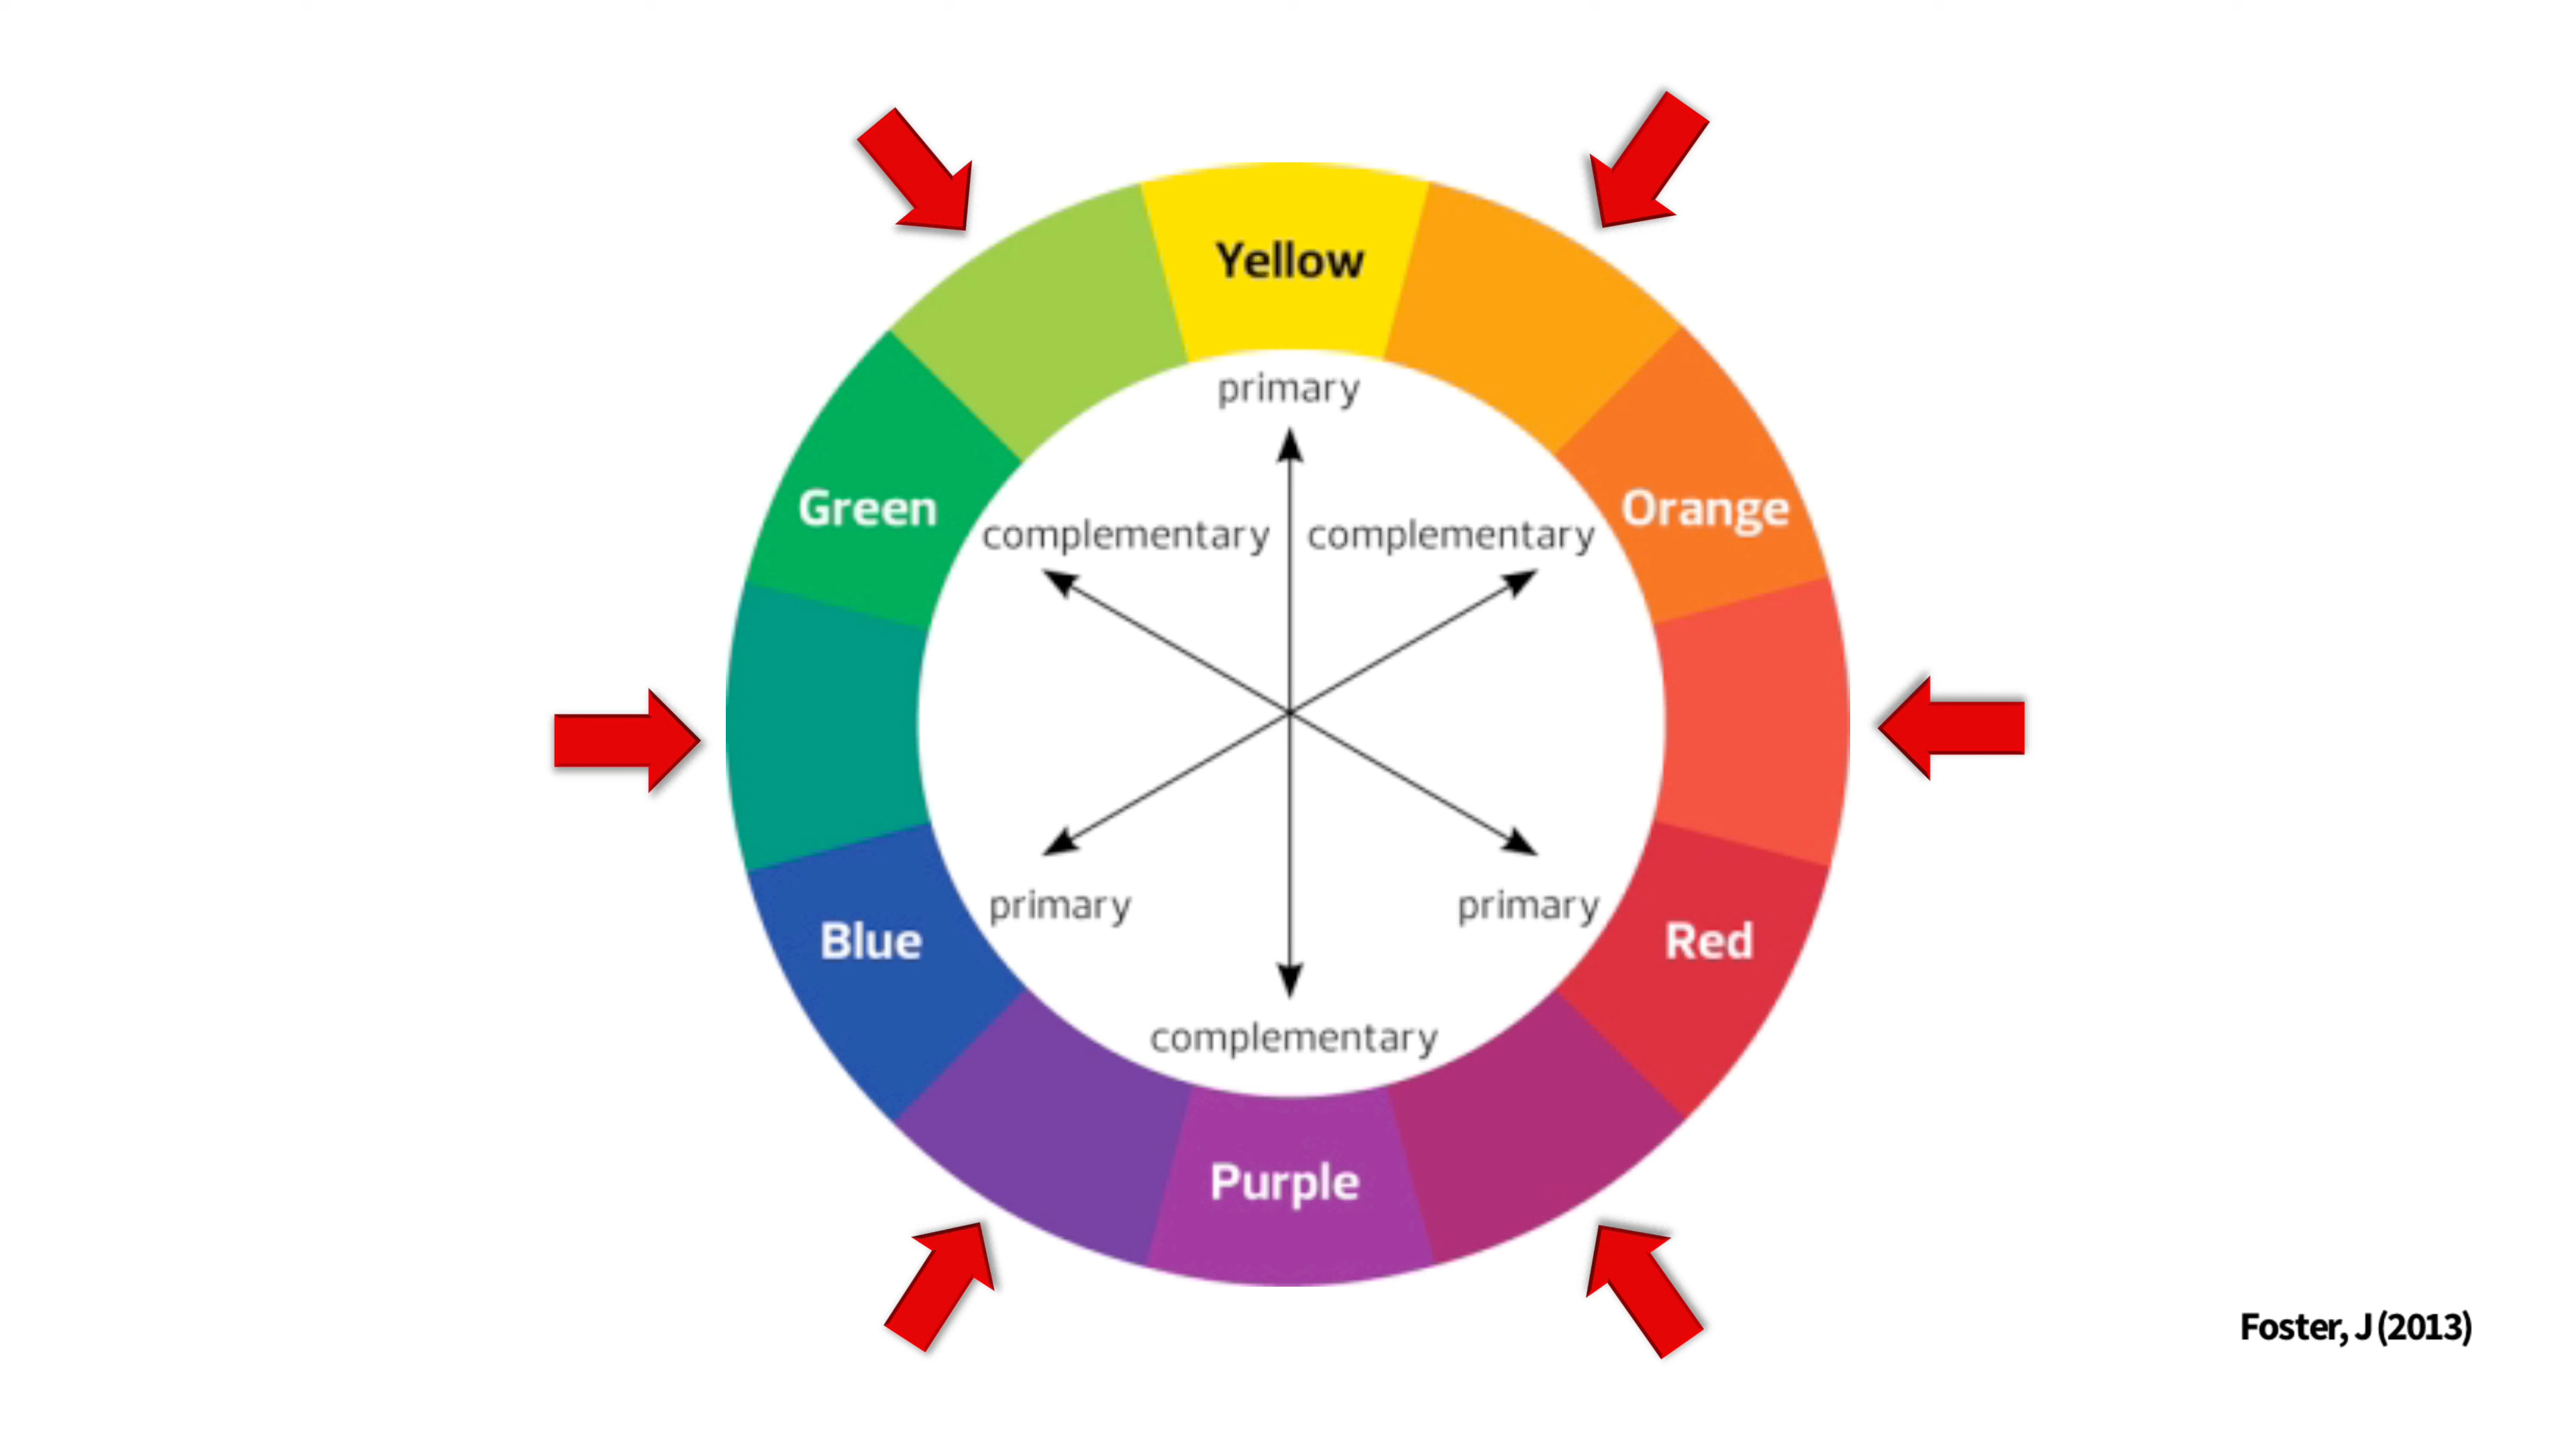 Yellow
primary
Green
Orange
complementary
complementary
primary
primary
Blue
Red
complementary
Purple
Foster, J (2013)